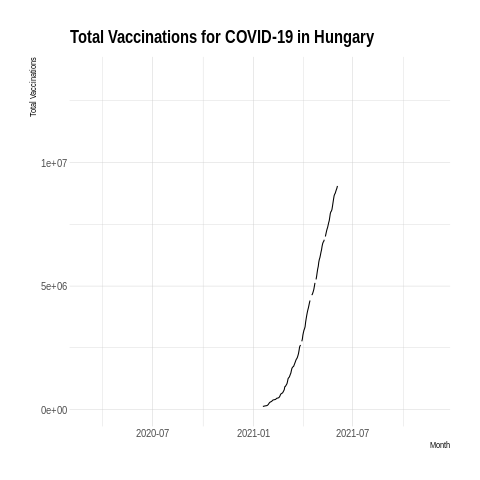 Total Vaccinations for COVID-19 in Hungary
Total Vaccinations
1e+07
5e+06
0e+00
2020-07
2021-01
2021-07
Month